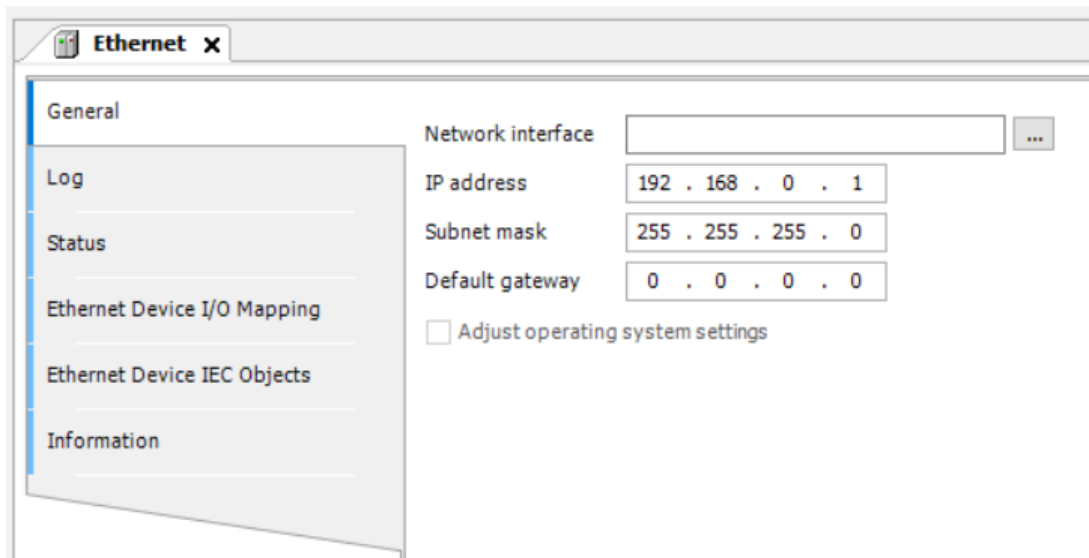 Ethernet
General
Log
Status
Ethernet Device I/O Mapping
Ethernet Device IEC Objects
Information
Network interface ...
IP address 192 . 168 . 0 . 1
Subnet mask 255 . 255 . 255 . 0
Default gateway 0 . 0 . 0 . 0
Adjust operating system settings